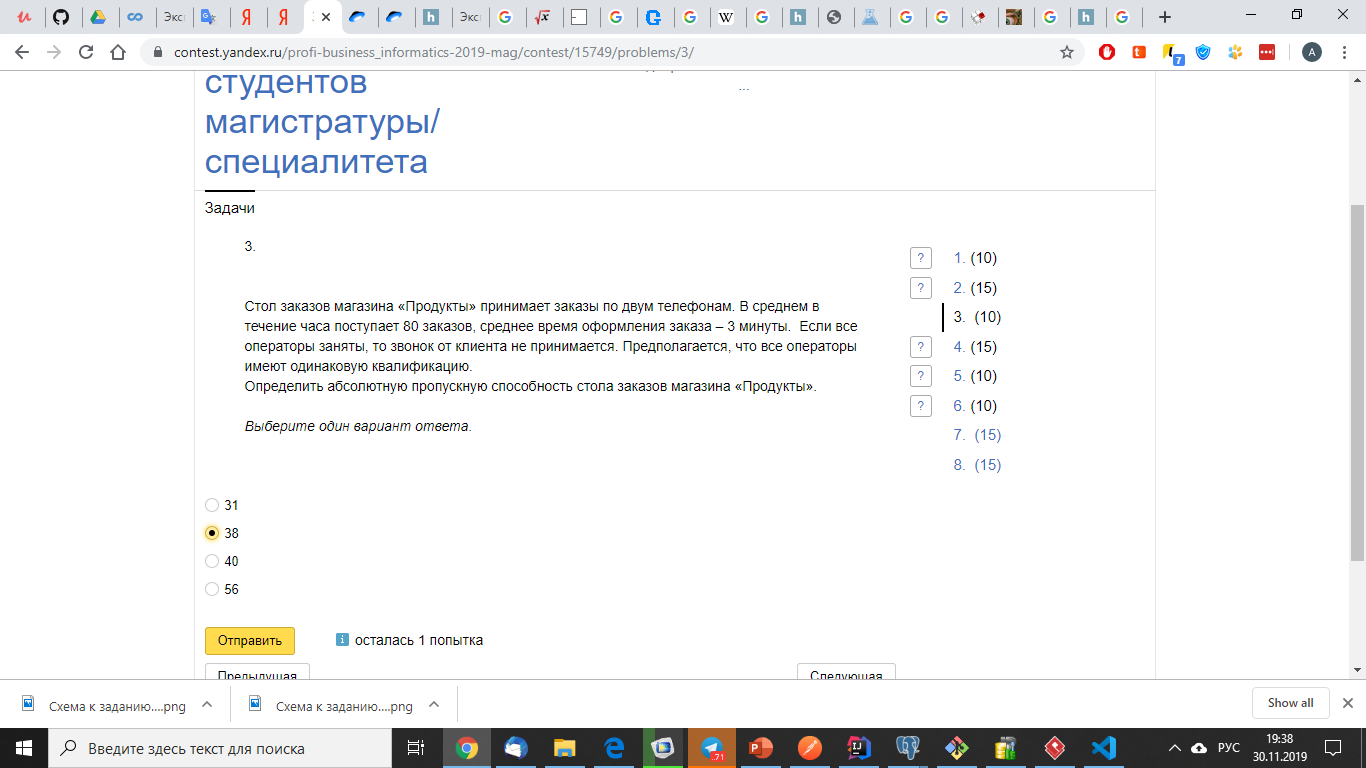 Экс
Экс
contest.yandex.ru/profi-business_informatics-2019-mag/contest/15749/problems/3/
7
A
студентов
...
магистратуры/
специалитета
Задачи
3.
? 1. (10)
? 2. (15)
3. (10)
? 4. (15)
? 5. (10)
? 6. (10)
7. (15)
8. (15)
Стол заказов магазина «Продукты» принимает заказы по двум телефонам. В среднем в
течение часа поступает 80 заказов, среднее время оформления заказа – 3 минуты. Если все
операторы заняты, то звонок от клиента не принимается. Предполагается, что все операторы
имеют одинаковую квалификацию.
Определить абсолютную пропускную способность стола заказов магазина «Продукты».
Выберите один вариант ответа.
31
38
40
56
Отправить
осталась 1 попытка
Предыдущая
Следующая
Схема к заданию....png
Схема к заданию....png
Show all
Введите здесь текст для поиска
71
РУС
19:38
30.11.2019